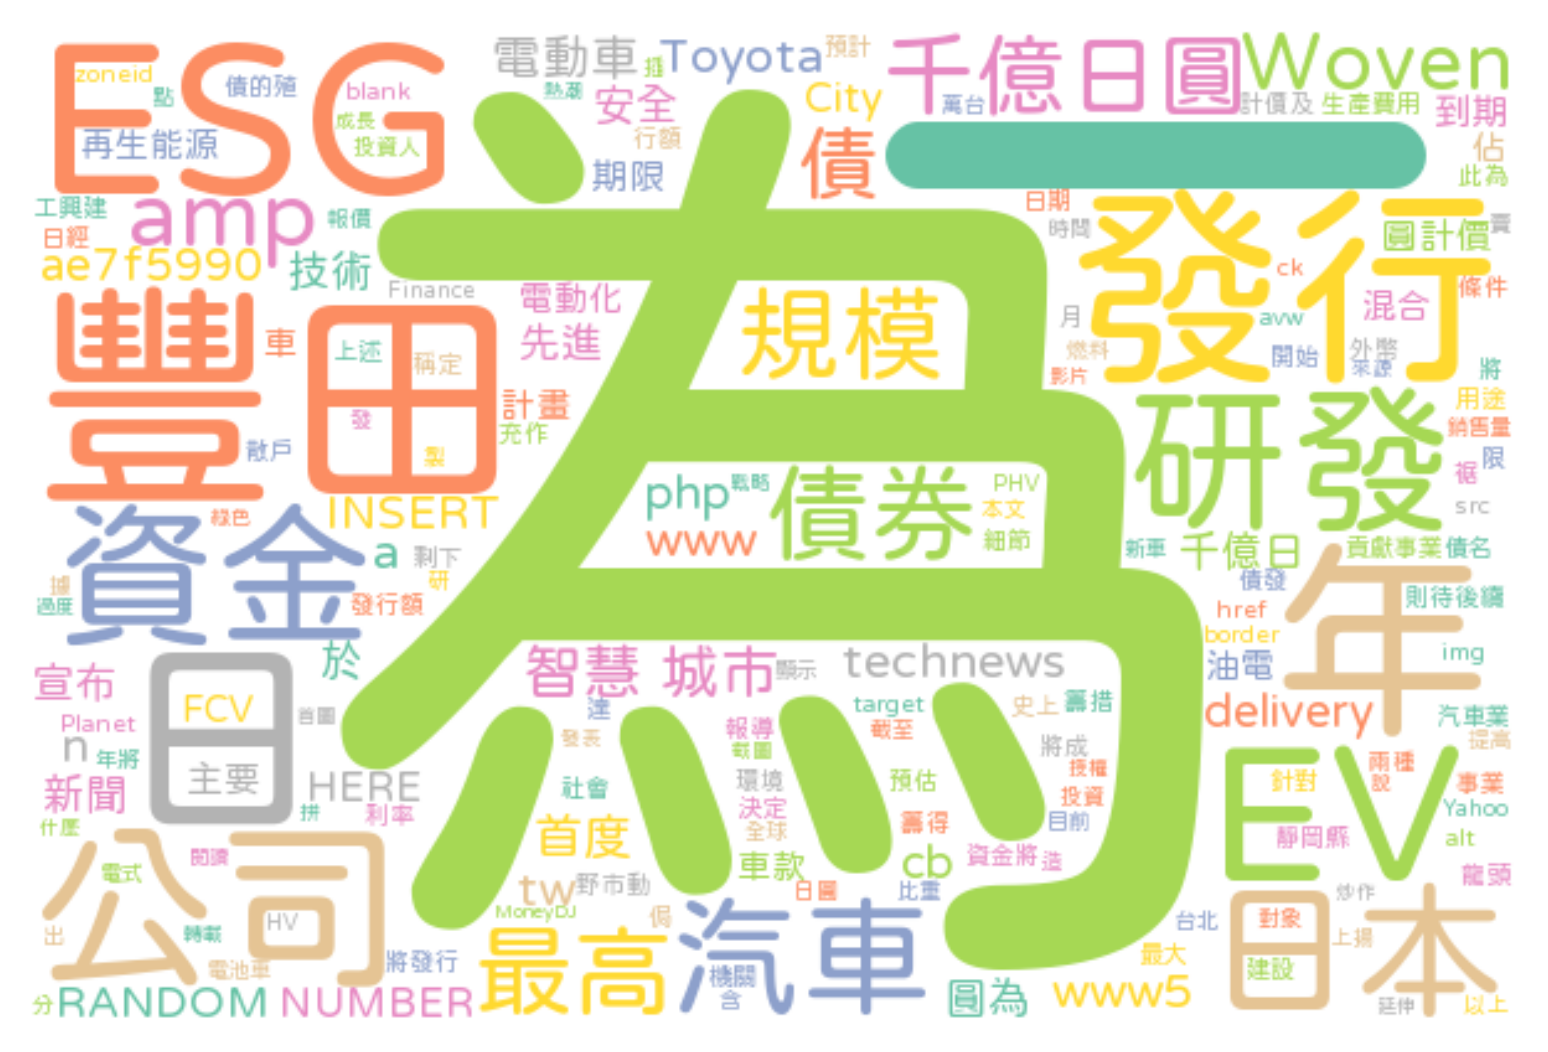 ESG
zoneid
點
債的殖
blank
成長
投資人
再生能源
電動車
插
Toyota
預計
熱潮
安全
行額
期限
City
債
千億日圓
萬台
Woven
計價及
生產費用
到期
佔
此為
一
為
工興建
日經
amp
報價
ae7f5990
技術
Finance
電動化
先進
規模
日期
時間
發行
圓計價
賣
ck
條件
混合
avw
月
燃料
影片
開始
外幣
來源
將
用途
銷售量
限
豐田
車
上述
稱定
發
製
散戶
計畫
充作
INSERT
php
戰略
www
債券
PHV
本文
細節
研發
裾
src
資金
綠色
據
過度
a
剩下
研
發行額
新車
千億日
貢獻事業
債名
債發
年
則待後續
href
border
img
油電
於
宣布
Planet
n
年將
日
FCV
主要
首圖
智慧
城市
顯示
technews
達
發表
target
截至
史上
籌措
delivery
汽車業
提高
報導
截圖
將成
授權
HERE
新聞
什麼
拼
利率
社會
環境
決定
全球
預估
投資
目前
EV
針對
兩種
說
事業
Yahoo
靜岡縣
alt
龍頭
公司
電式
閱讀
HV
出
轉載
電池車
首度
車款
籌得
cb
資金將
造
tw
野市動
MoneyDJ
侷
日圓
比重
將發行
最高
汽車
機關
含
台北
最大
日本
對象
建設
炒作
上揚
分
RANDOM
NUMBER
圓為
www5
延伸
以上